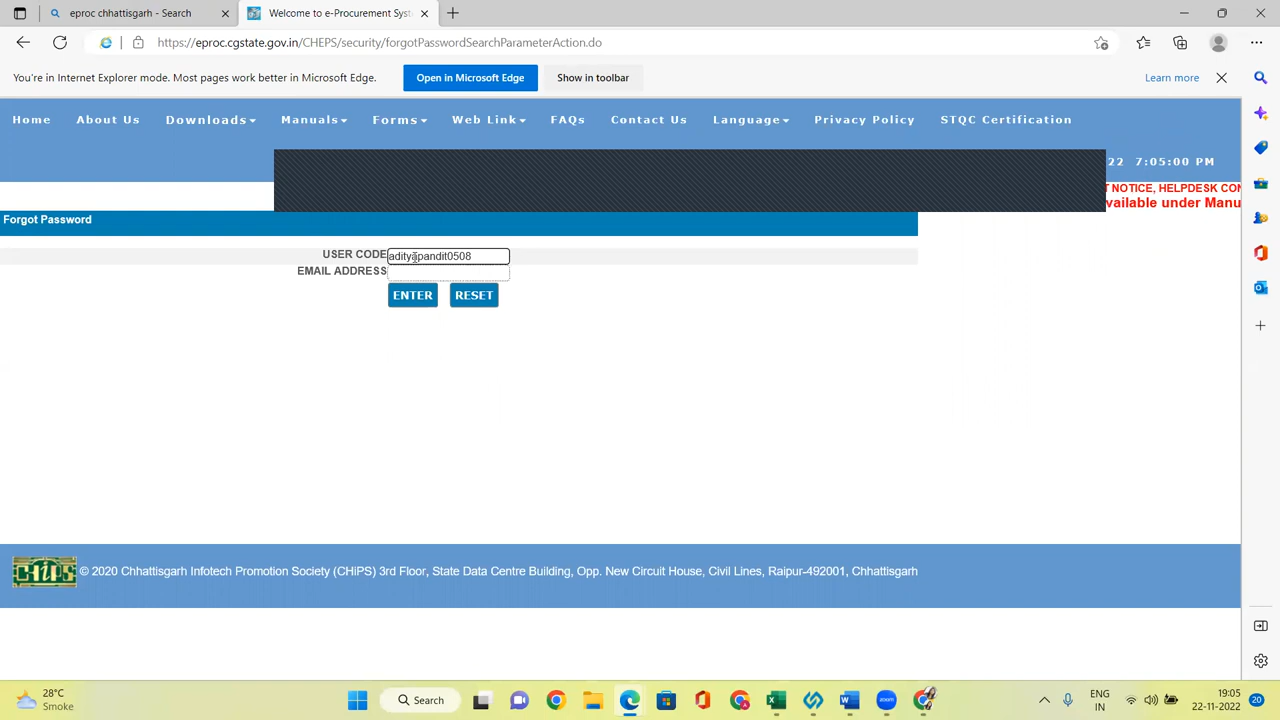 eproc chhattisgarh - Search
Welcome to e-Procurement Syst
https://eproc.cgstate.gov.in/CHEPS/security/forgotPasswordSearchParameterAction.do
You're in Internet Explorer mode. Most pages work better in Microsoft Edge.
Open in Microsoft Edge
Show in toolbar
Learn more
Home About Us Downloads Manuals Forms Web Link FAQs Contact Us Language Privacy Policy STQC Certification
22 7:05:00 PM
T NOTICE, HELPDESK CON
vailable under Manu
Forgot Password
USER CODE adityapandit0508
EMAIL ADDRESS
ENTER RESET
CHiPS © 2020 Chhattisgarh Infotech Promotion Society (CHiPS) 3rd Floor, State Data Centre Building, Opp. New Circuit House, Civil Lines, Raipur-492001, Chhattisgarh
28°C
Smoke
Search
zoom
ENG
IN
19:05
22-11-2022
20